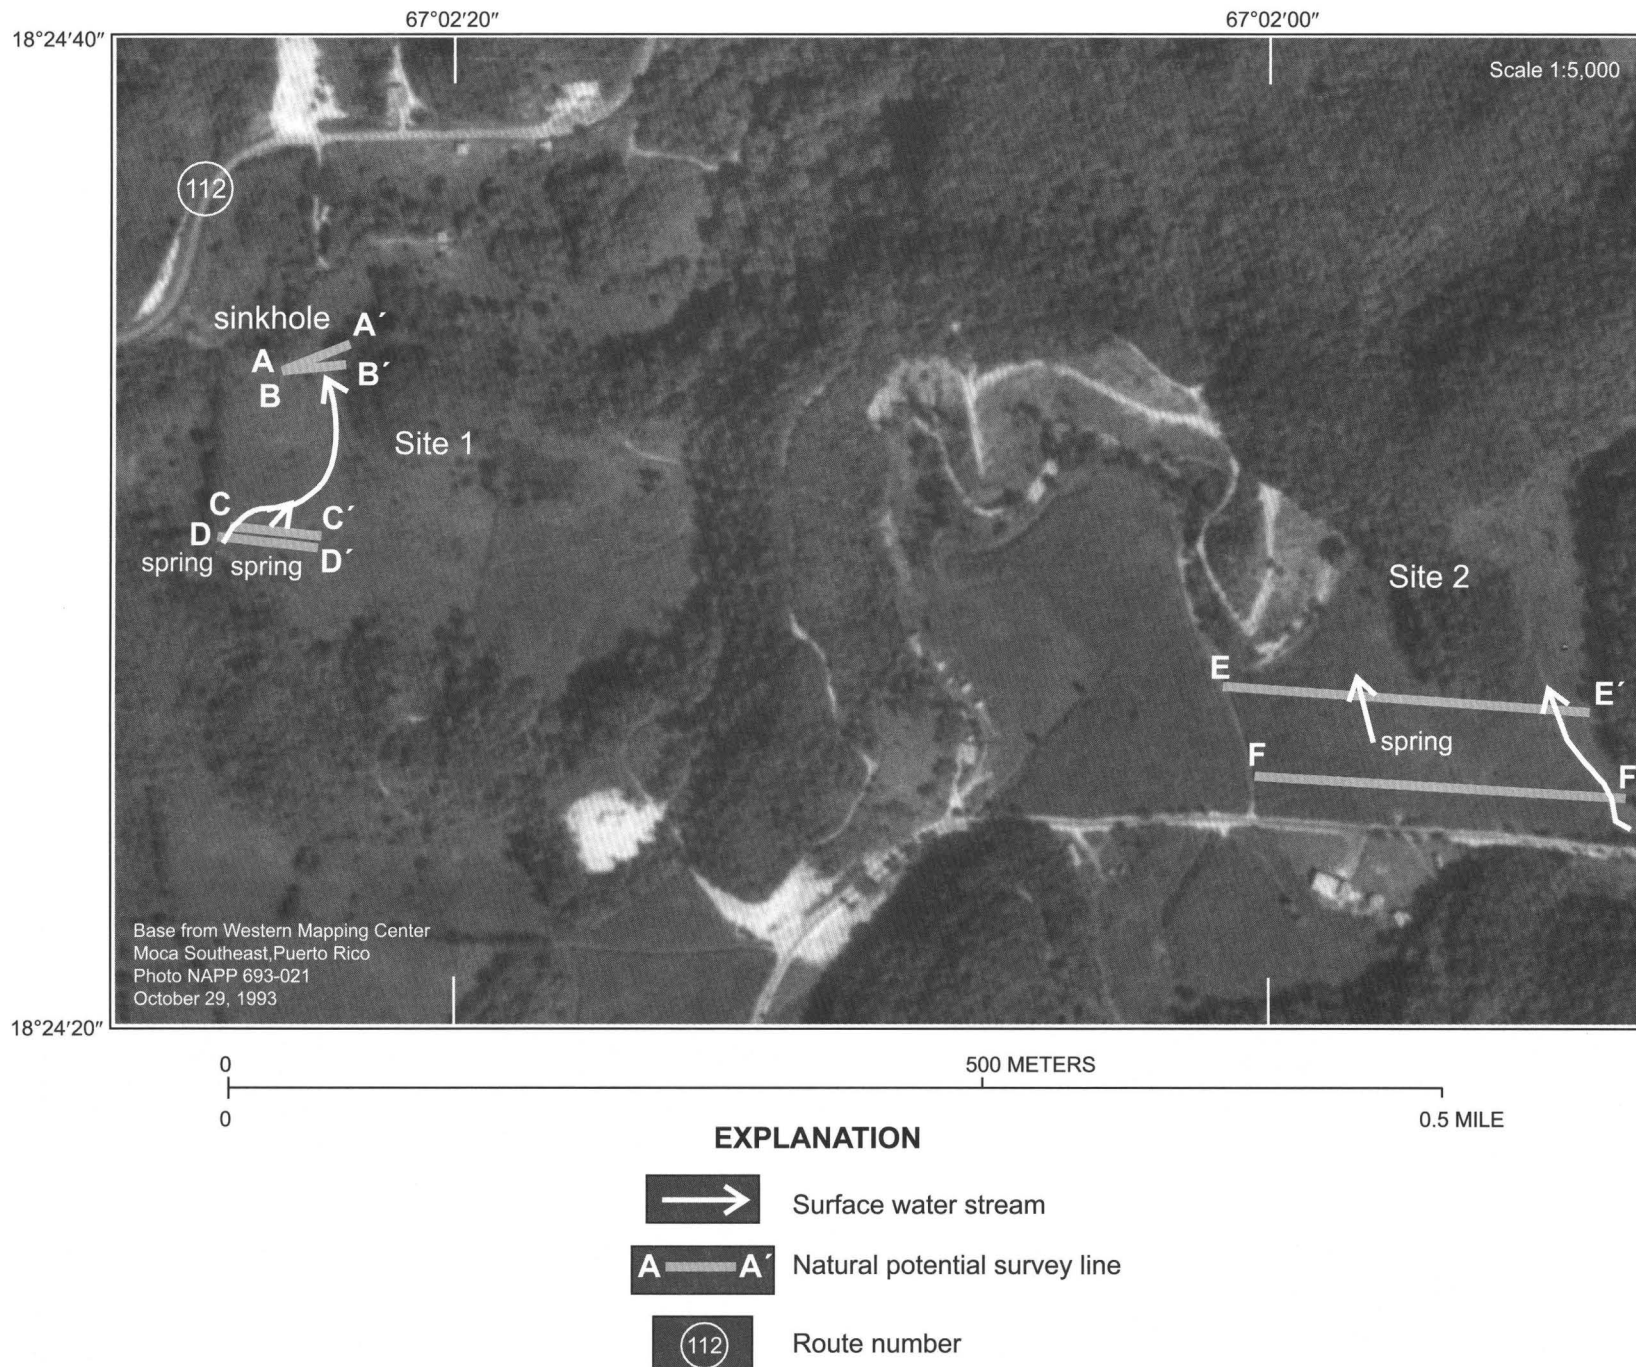 67°02′20″
67°02′00″
18°24′40″
Scale 1:5,000
112
sinkhole
A´
A
B´
B
Site 1
C
C´
D
D´
spring
spring
Site 2
E
E´
spring
F
F
Base from Western Mapping Center
Moca Southeast,Puerto Rico
Photo NAPP 693-021
October 29, 1993
18°24′20″
0
500 METERS
0
0.5 MILE
EXPLANATION
Surface water stream
A A´ Natural potential survey line
112 Route number